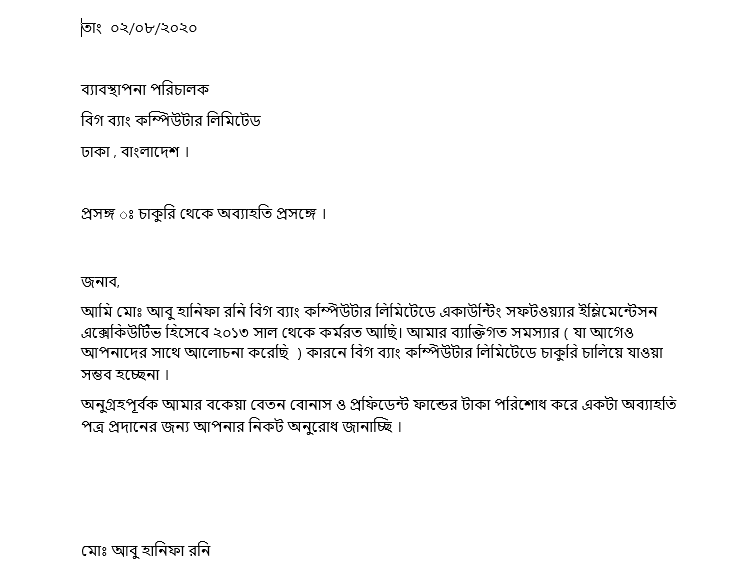 তাং ০২/০৮/২০২০
ব্যাবস্থাপনা পরিচালক
বিগ ব্যাং কম্পিউটার লিমিটেড
ঢাকা , বাংলাদেশ ।
প্রসঙ্গ ঃ চাকুরি থেকে অব্যাহতি প্রসঙ্গে ।
জনাব,
আমি মোঃ আবু হানিফা রনি বিগ ব্যাং কম্পিউটার লিমিটেডে একাউন্টিং সফটওয়্যার ইম্লিমেন্টেসন
এক্সেকিউটিভ হিসেবে ২০১৩ সাল থেকে কর্মরত আছি। আমার ব্যাক্তিগত সমস্যার ( যা আগেও
আপনাদের সাথে আলোচনা করেছি ) কারনে বিগ ব্যাং কম্পিউটার লিমিটেডে চাকুরি চালিয়ে যাওয়া
সম্ভব হচ্ছেনা ।
অনুগ্রহপূর্বক আমার বকেয়া বেতন বোনাস ও প্রফিডেন্ট ফান্ডের টাকা পরিশোধ করে একটা অব্যাহতি
পত্র প্রদানের জন্য আপনার নিকট অনুরোধ জানাচ্ছি ।
মোঃ আবু হানিফা রনি